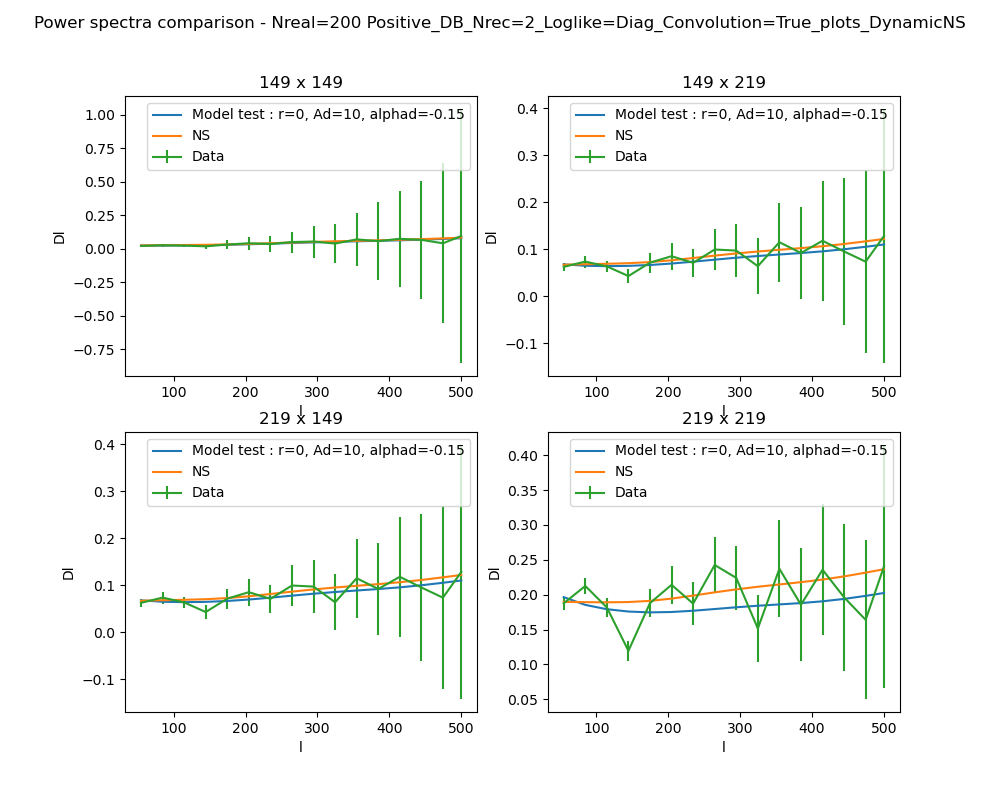 Power spectra comparison - Nreal=200 Positive_DB_Nrec=2_Loglike=Diag_Convolution=True_plots_DynamicNS
149 x 149
Model test : r=0, Ad=10, alphad=-0.15
NS
Data
Dl
1.00
0.75
0.50
0.25
0.00
−0.25
−0.50
−0.75
100 200 300 400 500
l
149 x 219
Model test : r=0, Ad=10, alphad=-0.15
NS
Data
Dl
0.4
0.3
0.2
0.1
0.0
−0.1
100 200 300 400 500
l
219 x 149
Model test : r=0, Ad=10, alphad=-0.15
NS
Data
Dl
0.4
0.3
0.2
0.1
0.0
−0.1
100 200 300 400 500
l
219 x 219
Model test : r=0, Ad=10, alphad=-0.15
NS
Data
Dl
0.40
0.35
0.30
0.25
0.20
0.15
0.10
0.05
100 200 300 400 500
l